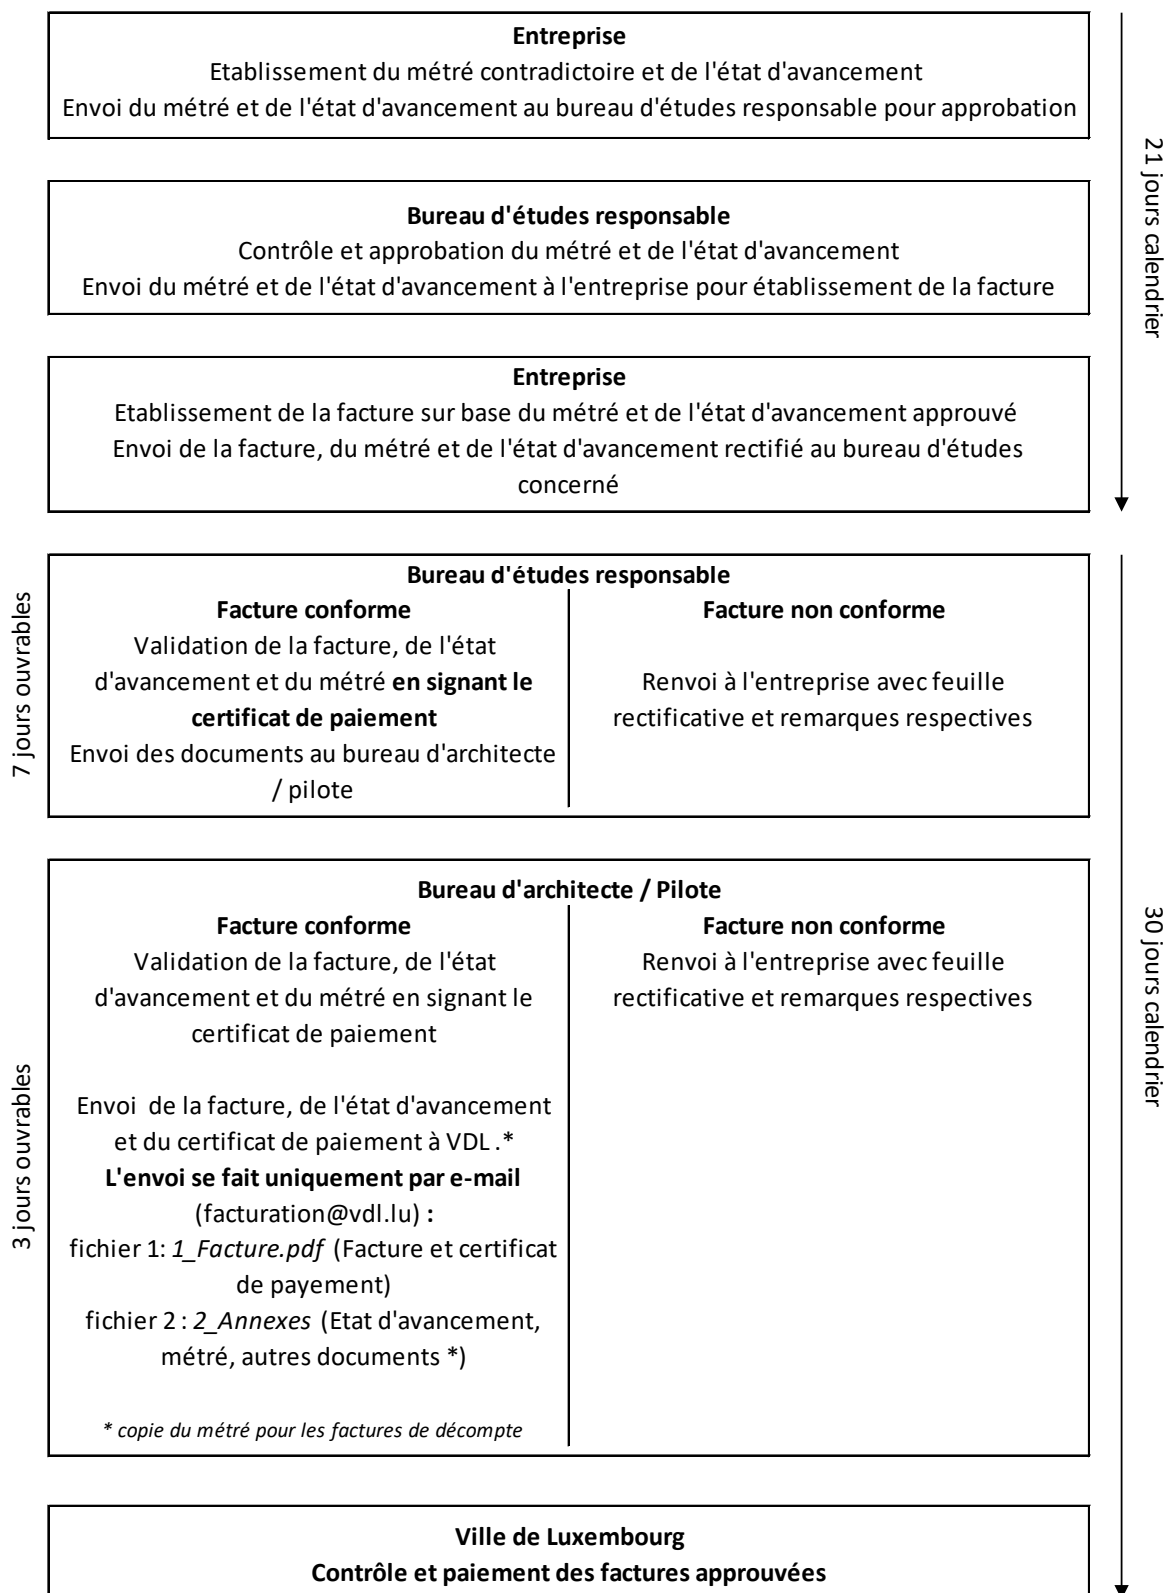 Entreprise
Etablissement du métré contradictoire et de l'état d'avancement
Envoi du métré et de l'état d'avancement au bureau d'études responsable pour approbation
21 jours calendrier
Bureau d'études responsable
Contrôle et approbation du métré et de l'état d'avancement
Envoi du métré et de l'état d'avancement à l'entreprise pour établissement de la facture
Entreprise
Etablissement de la facture sur base du métré et de l'état d'avancement approuvé
Envoi de la facture, du métré et de l'état d'avancement rectifié au bureau d'études
concerné
7 jours ouvrables
Bureau d'études responsable
Facture conforme
Validation de la facture, de l'état
d'avancement et du métré en signant le
certificat de paiement
Envoi des documents au bureau d'architecte
/ pilote
Facture non conforme
Renvoi à l'entreprise avec feuille
rectificative et remarques respectives
30 jours calendrier
3 jours ouvrables
Bureau d'architecte / Pilote
Facture conforme
Validation de la facture, de l'état
d'avancement et du métré en signant le
certificat de paiement
Envoi de la facture, de l'état d'avancement
et du certificat de paiement à VDL .*
L'envoi se fait uniquement par e-mail
(facturation@vdl.lu) :
fichier 1: 1_Facture.pdf (Facture et certificat
de payement)
fichier 2 : 2_Annexes (Etat d'avancement,
métré, autres documents *)
* copie du métré pour les factures de décompte
Facture non conforme
Renvoi à l'entreprise avec feuille
rectificative et remarques respectives
Ville de Luxembourg
Contrôle et paiement des factures approuvées